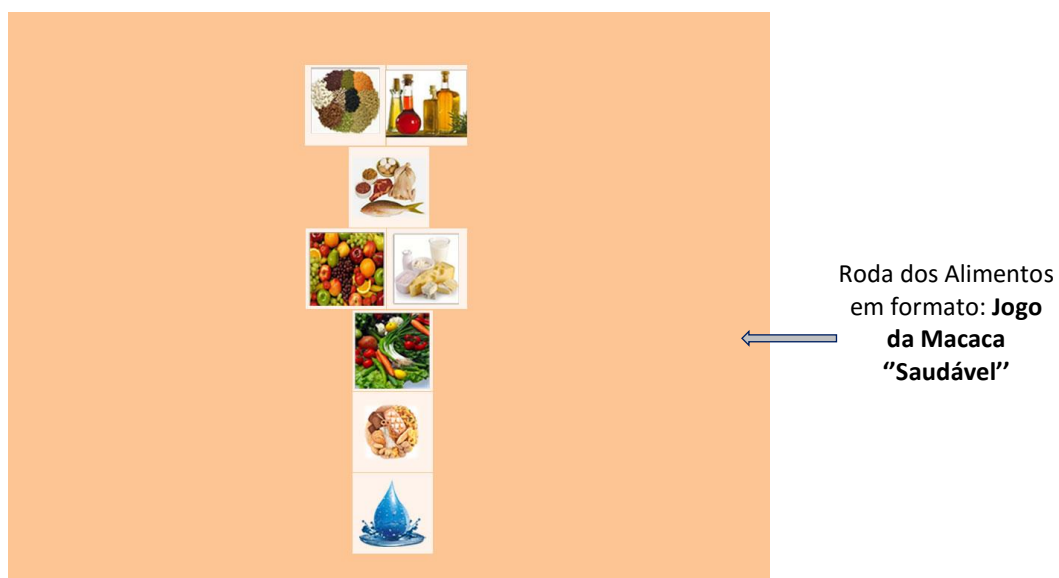 Roda dos Alimentos
em formato: Jogo
da Macaca
‘’Saudável’’